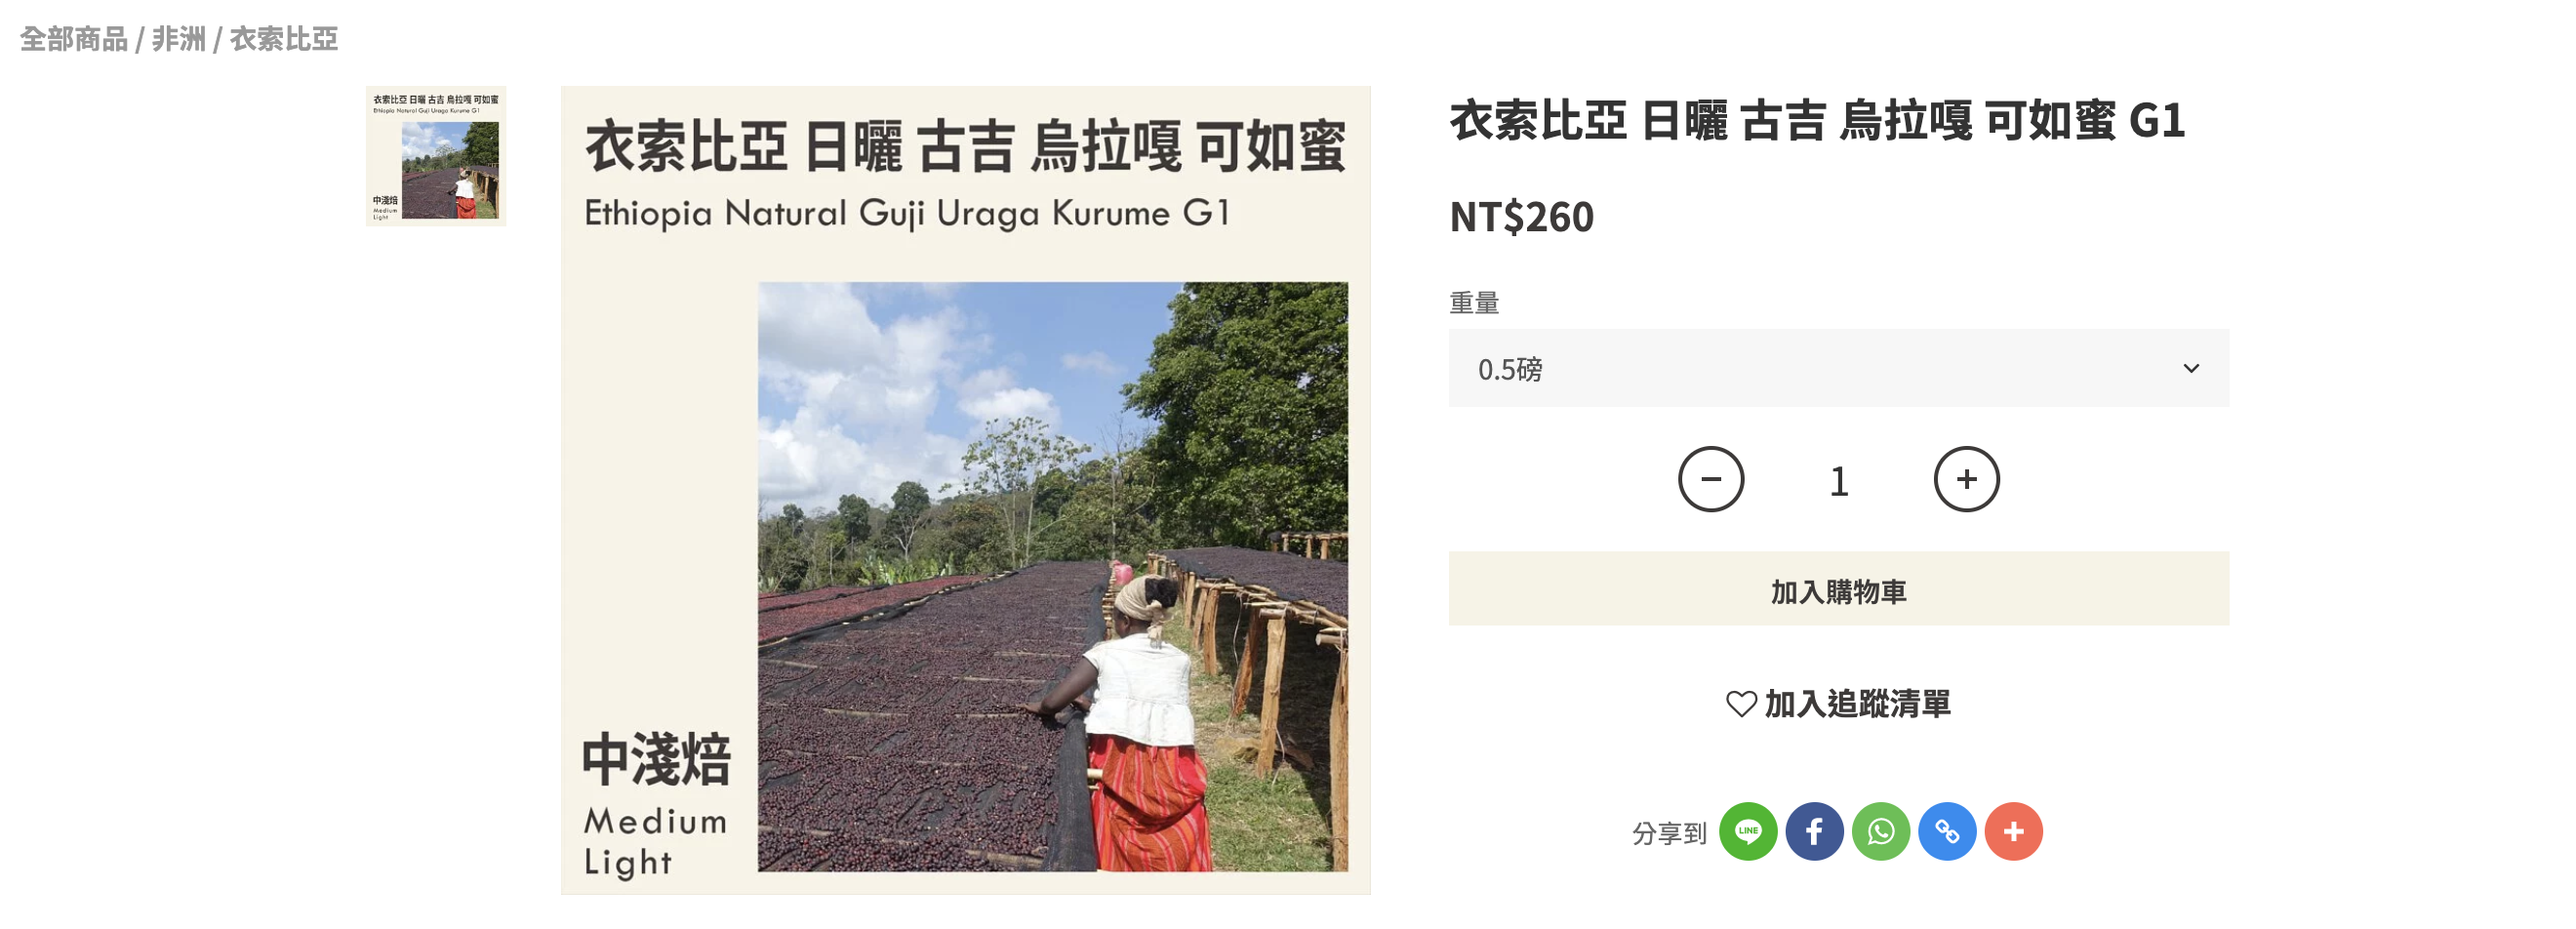 全部商品 / 非洲 / 衣索比亞
衣索比亞 日曬 古吉 烏拉嘎 可如蜜
Ethiopia Natural Guji Uraga Kurume G1
中淺焙
Medium
Light
衣索比亞 日曬 古吉 烏拉嘎 可如蜜
Ethiopia Natural Guji Uraga Kurume G1
中淺焙
Medium
Light
衣索比亞 日曬 古吉 烏拉嘎 可如蜜 G1
NT$260
重量
0.5磅
1
加入購物車
加入追蹤清單
分享到
LINE